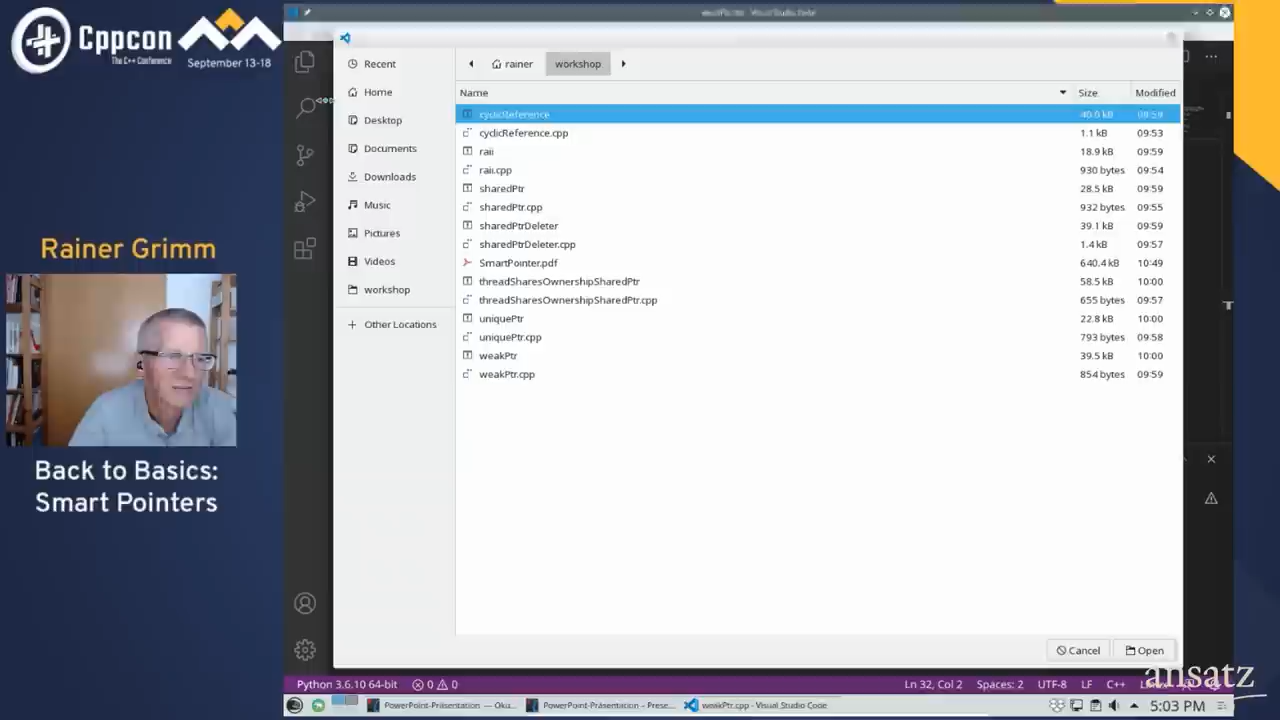 Cppcon
The C++ Conference
September 13-18
Rainer Grimm
Back to Basics:
Smart Pointers
weakPtr.cpp - Visual Studio Code
rainer
workshop
Recent
Home
Desktop
Documents
Downloads
Music
Pictures
Videos
workshop
Other Locations
Name Size Modified
cyclicReference 40.0 kB 09:59
cyclicReference.cpp 1.1 kB 09:53
raii 18.9 kB 09:59
raii.cpp 930 bytes 09:54
sharedPtr 28.5 kB 09:59
sharedPtr.cpp 932 bytes 09:55
sharedPtrDeleter 39.1 kB 09:59
sharedPtrDeleter.cpp 1.4 kB 09:57
SmartPointer.pdf 640.4 kB 10:49
threadSharesOwnershipSharedPtr 58.5 kB 10:00
threadSharesOwnershipSharedPtr.cpp 655 bytes 09:57
uniquePtr 22.8 kB 10:00
uniquePtr.cpp 793 bytes 09:58
weakPtr 39.5 kB 10:00
weakPtr.cpp 854 bytes 09:59
Cancel Open
ansatz
Python 3.6.10 64-bit 0 0 Ln 32, Col 2 Spaces: 2 UTF-8 LF C++
PowerPoint-Präsentation — Oku... PowerPoint-Präsentation – Prese... weakPtr.cpp - Visual Studio Code 5:03 PM